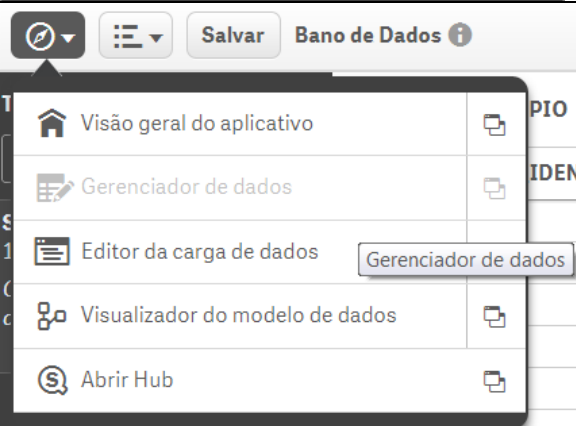 Salvar Bano de Dados
T
PIO
Visão geral do aplicativo
IDEN
Gerenciador de dados
S
1
Editor da carga de dados
Gerenciador de dados
Visualizador do modelo de dados
Abrir Hub